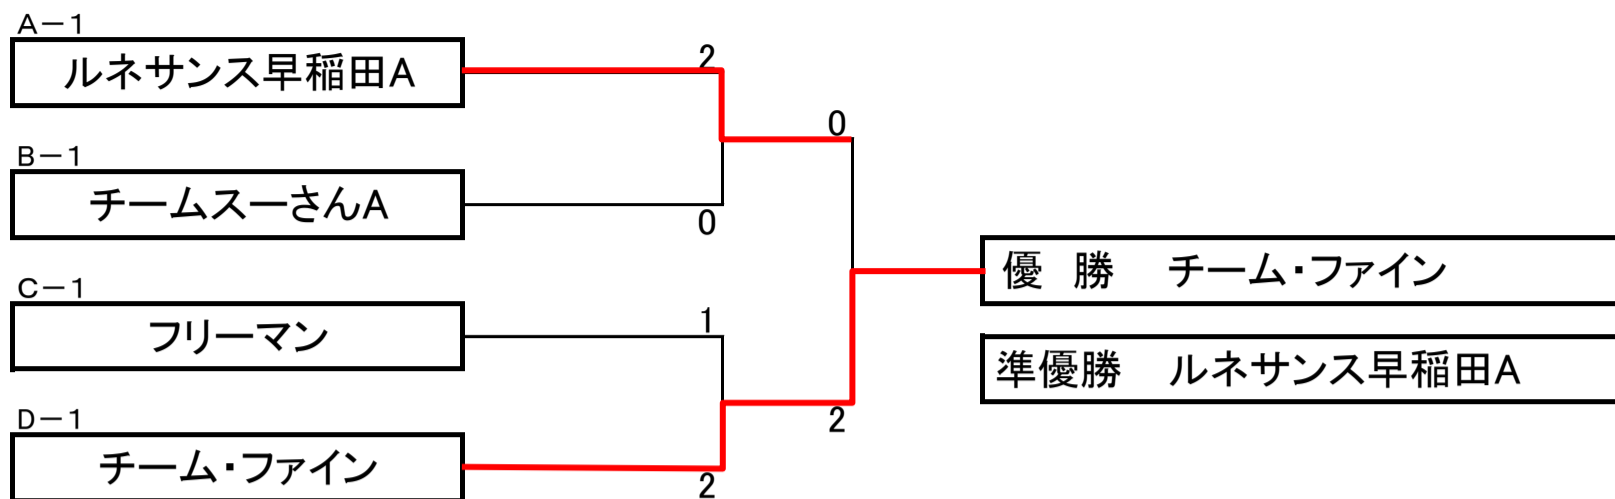 A－1
ルネサンス早稲田A
2
0
B－1
チームスーさんA
0
優　勝　チーム・ファイン
C－1
フリーマン
1
準優勝　ルネサンス早稲田A
D－1
チーム・ファイン
2
2